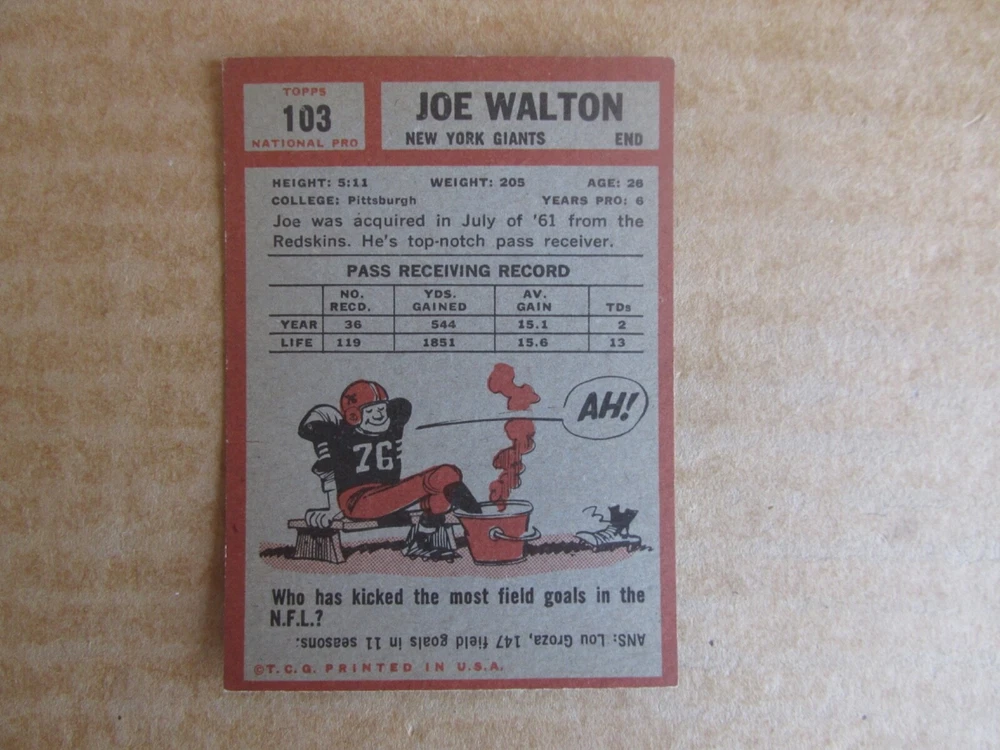 TOPPS
103
NATIONAL PRO
JOE WALTON
NEW YORK GIANTS END
HEIGHT: 5:11 WEIGHT: 205 AGE: 26
COLLEGE: Pittsburgh YEARS PRO: 6
Joe was acquired in July of '61 from the
Redskins. He's top-notch pass receiver.
PASS RECEIVING RECORD
NO. RECD. YDS. GAINED AV. GAIN TDs
YEAR 36 544 15.1 2
LIFE 119 1851 15.6 13
76
AH!
76
Who has kicked the most field goals in the
N.F.L.?
ANS: Lou Groza, 147 field goals in 11 seasons.
©T.C.G. PRINTED IN U.S.A.